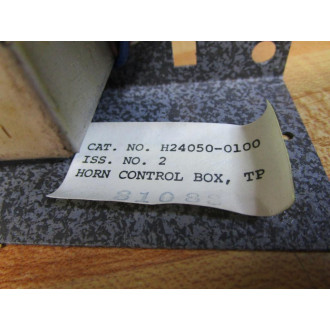 CAT. NO. H24050-0100
ISS. NO. 2
HORN CONTROL BOX, TP